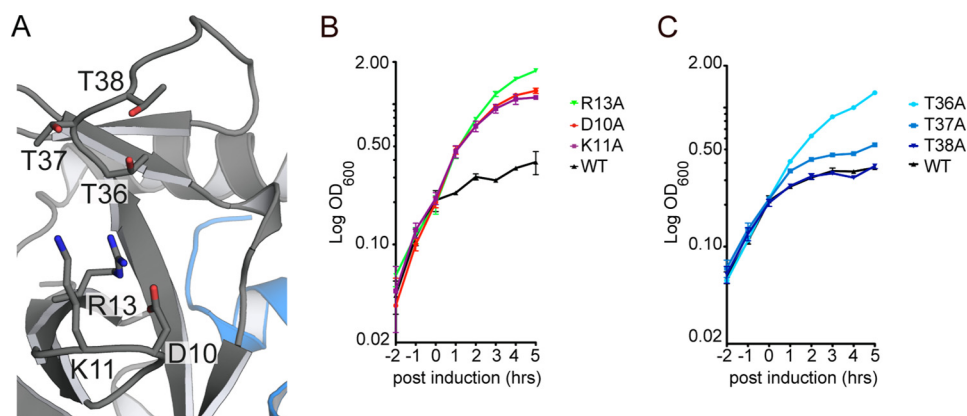 A
T38
T37
T36
R13
K11
D10
B
2.00
0.50
0.10
0.02
Log OD600
-2 -1 0 1 2 3 4 5
post induction (hrs)
R13A
D10A
K11A
WT
C
2.00
0.50
0.10
0.02
Log OD600
-2 -1 0 1 2 3 4 5
post induction (hrs)
T36A
T37A
T38A
WT